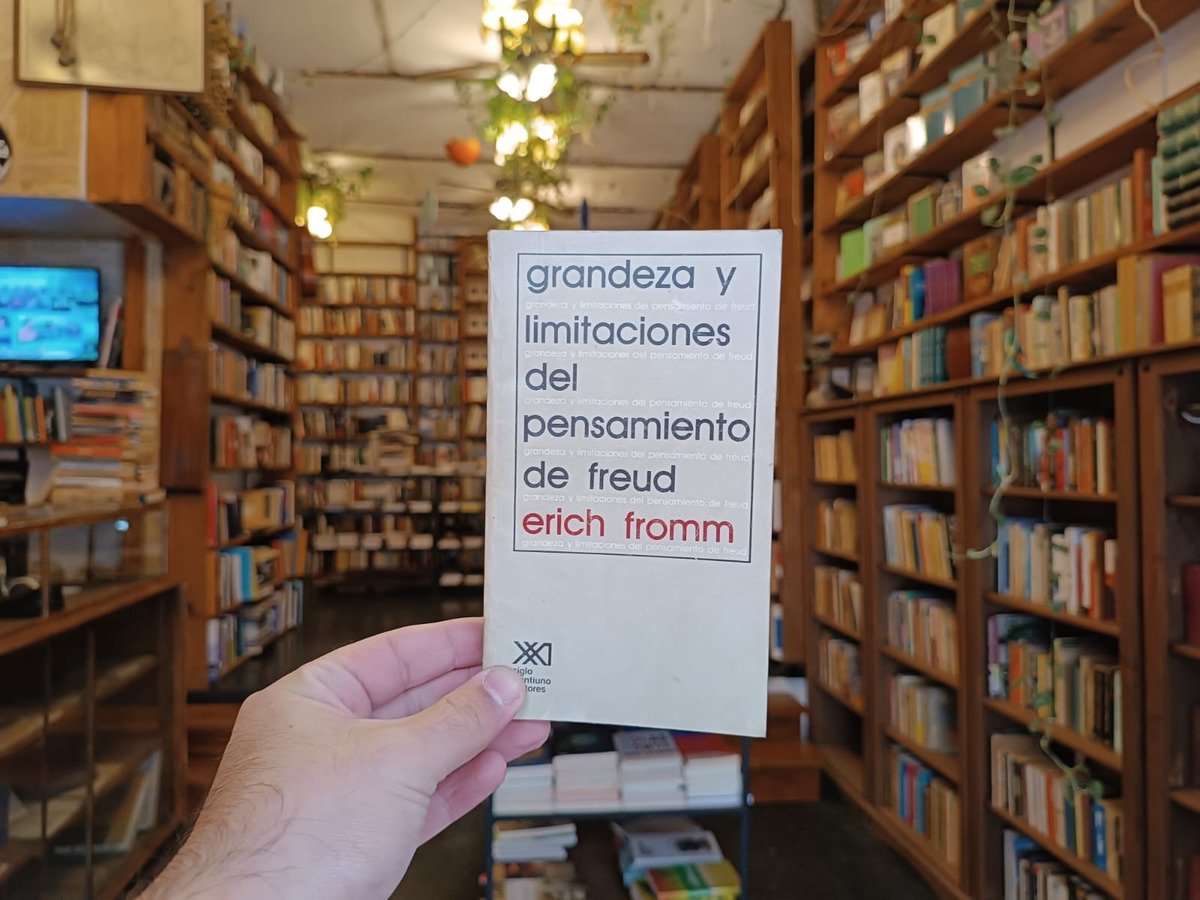 grandeza y
grandeza y limitaciones del pensamiento de freud
limitaciones
grandeza y limitaciones del pensamiento de freud
del
grandeza y limitaciones del pensamiento de freud
pensamiento
grandeza y limitaciones del pensamiento de freud
de freud
grandeza y limitaciones del pensamiento de freud
erich fromm
grandeza y limitaciones del pensamiento de freud
siglo